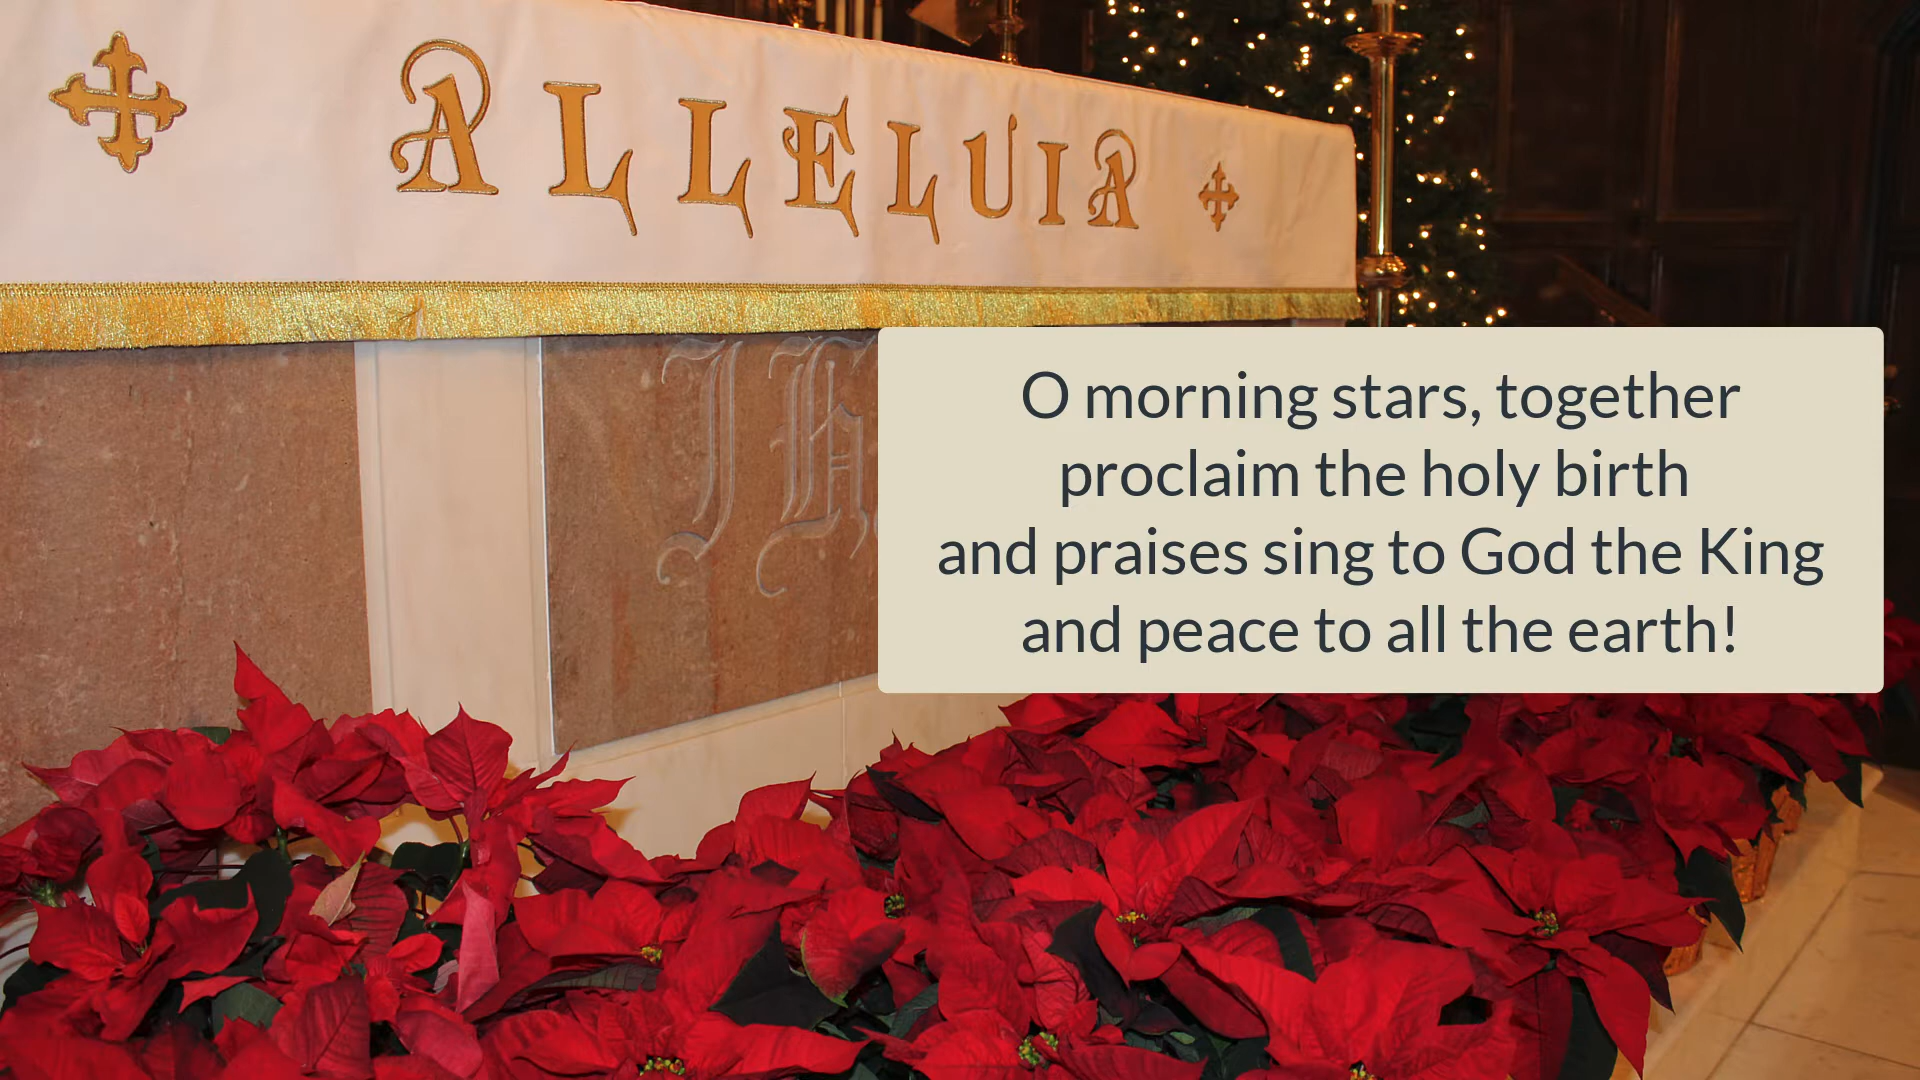 ALLELUIA
O morning stars, together
proclaim the holy birth
and praises sing to God the King
and peace to all the earth!